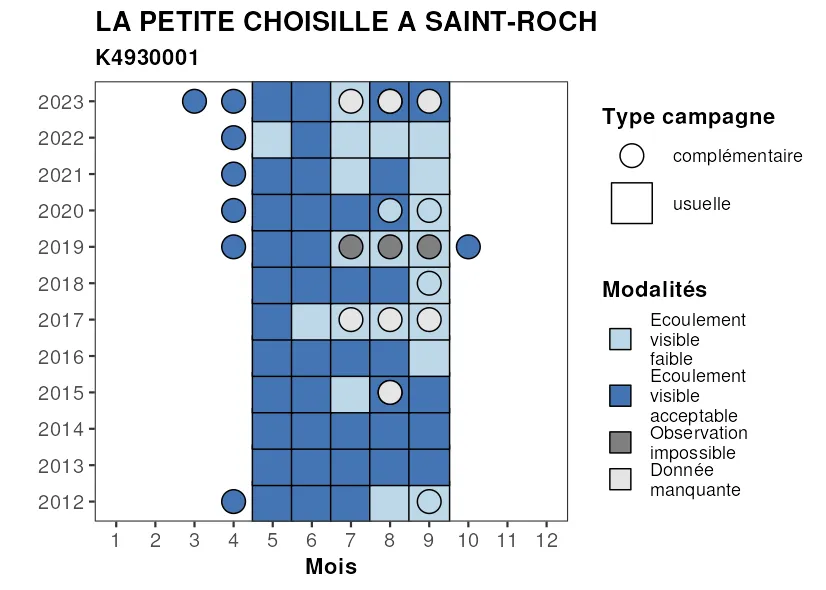 LA PETITE CHOISILLE A SAINT-ROCH
K4930001
2023
2022
2021
2020
2019
2018
2017
2016
2015
2014
2013
2012
1 2 3 4 5 6 7 8 9 10 11 12
Mois
Type campagne
complémentaire
usuelle
Modalités
Ecoulement
visible
faible
Ecoulement
visible
acceptable
Observation
impossible
Donnée
manquante